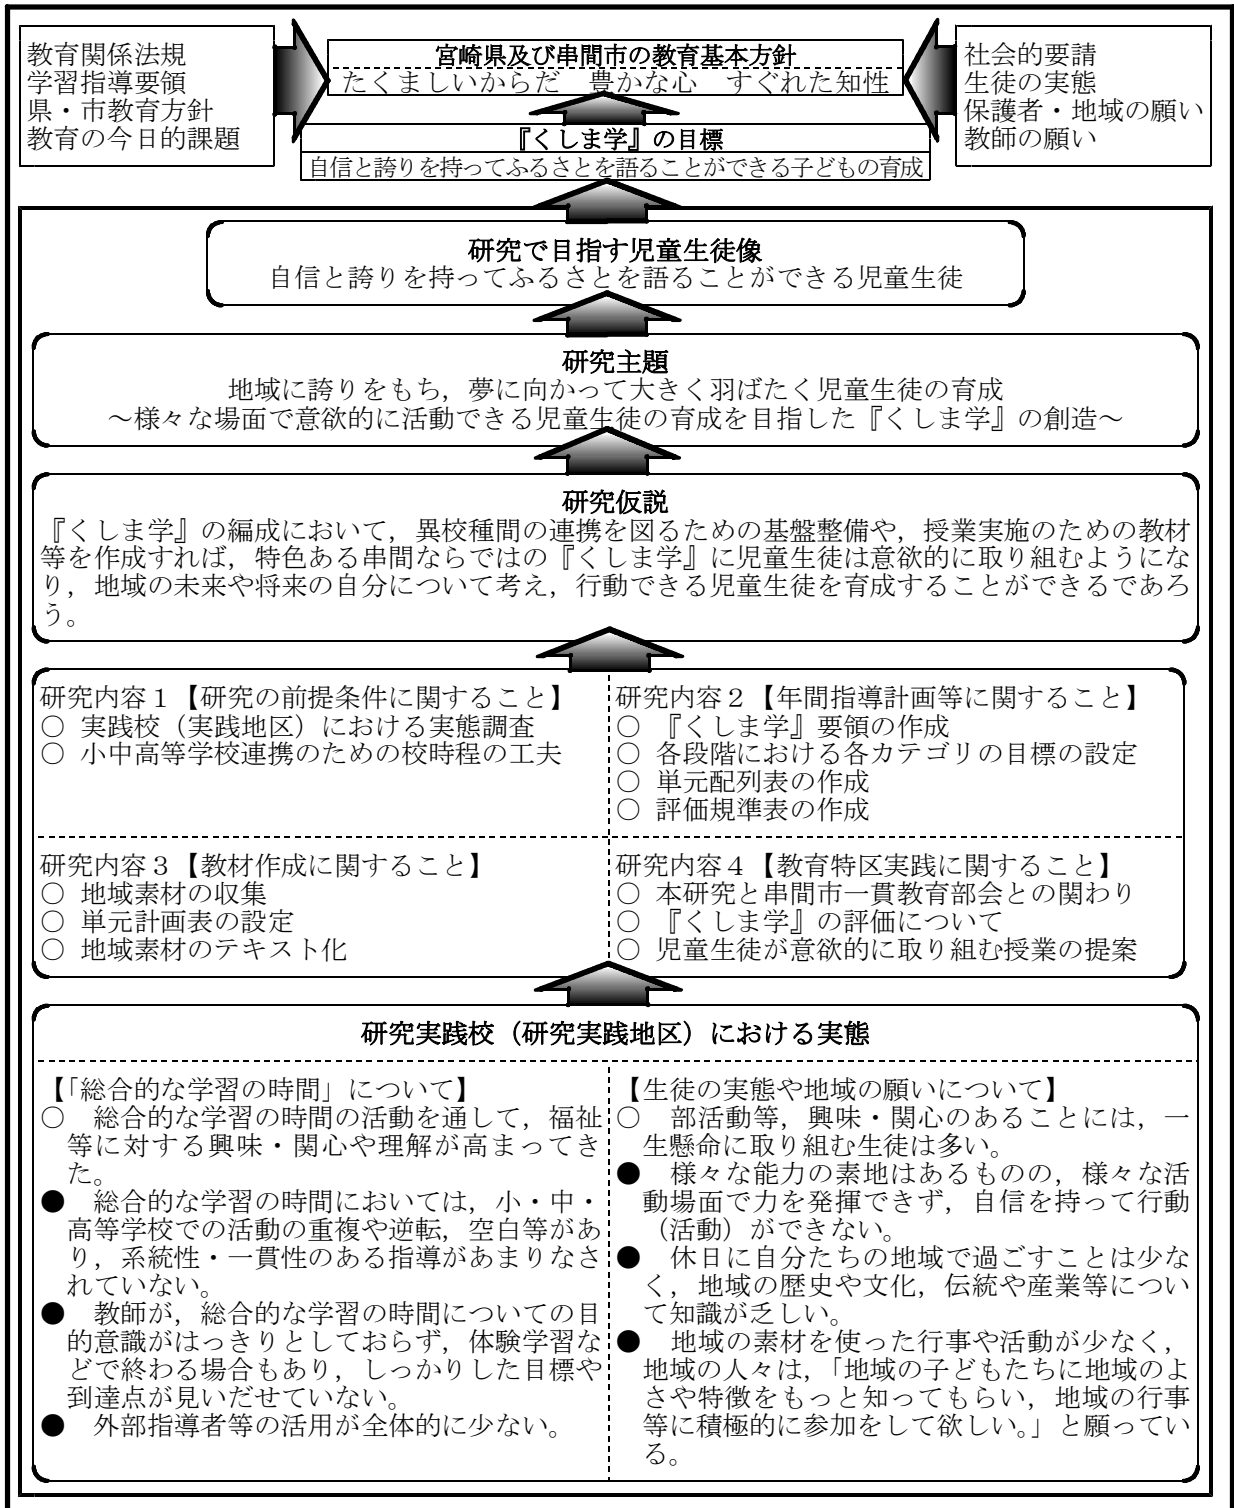 教育関係法規
学習指導要領
県・市教育方針
教育の今日的課題
宮崎県及び串間市の教育基本方針
たくましいからだ　豊かな心　すぐれた知性
社会的要請
生徒の実態
保護者・地域の願い
教師の願い
『くしま学』の目標
自信と誇りを持ってふるさとを語ることができる子どもの育成
研究で目指す児童生徒像
自信と誇りを持ってふるさとを語ることができる児童生徒
研究主題
地域に誇りをもち，夢に向かって大きく羽ばたく児童生徒の育成
～様々な場面で意欲的に活動できる児童生徒の育成を目指した『くしま学』の創造～
研究仮説
『くしま学』の編成において，異校種間の連携を図るための基盤整備や，授業実施のための教材
等を作成すれば，特色ある串間ならではの『くしま学』に児童生徒は意欲的に取り組むようにな
り，地域の未来や将来の自分について考え，行動できる児童生徒を育成することができるであろ
う。
研究内容１【研究の前提条件に関すること】
○ 実践校（実践地区）における実態調査
○ 小中高等学校連携のための校時程の工夫
研究内容２【年間指導計画等に関すること】
○ 『くしま学』要領の作成
○ 各段階における各カテゴリの目標の設定
○ 単元配列表の作成
○ 評価規準表の作成
研究内容３【教材作成に関すること】
○ 地域素材の収集
○ 単元計画表の設定
○ 地域素材のテキスト化
研究内容４【教育特区実践に関すること】
○ 本研究と串間市一貫教育部会との関わり
○ 『くしま学』の評価について
○ 児童生徒が意欲的に取り組む授業の提案
研究実践校（研究実践地区）における実態
【「総合的な学習の時間」について】
○　総合的な学習の時間の活動を通して，福祉
等に対する興味・関心や理解が高まってき
た。
●　総合的な学習の時間においては，小・中・
高等学校での活動の重複や逆転，空白等があ
り，系統性・一貫性のある指導があまりなさ
れていない。
●　教師が，総合的な学習の時間についての目
的意識がはっきりとしておらず，体験学習な
どで終わる場合もあり，しっかりした目標や
到達点が見いだせていない。
●　外部指導者等の活用が全体的に少ない。
【生徒の実態や地域の願いについて】
○　部活動等，興味・関心のあることには，一
生懸命に取り組む生徒は多い。
●　様々な能力の素地はあるものの，様々な活
動場面で力を発揮できず，自信を持って行動
（活動）ができない。
●　休日に自分たちの地域で過ごすことは少な
く，地域の歴史や文化，伝統や産業等につい
て知識が乏しい。
●　地域の素材を使った行事や活動が少なく，
地域の人々は，「地域の子どもたちに地域のよ
さや特徴をもっと知ってもらい，地域の行事
等に積極的に参加をして欲しい。」と願ってい
る。